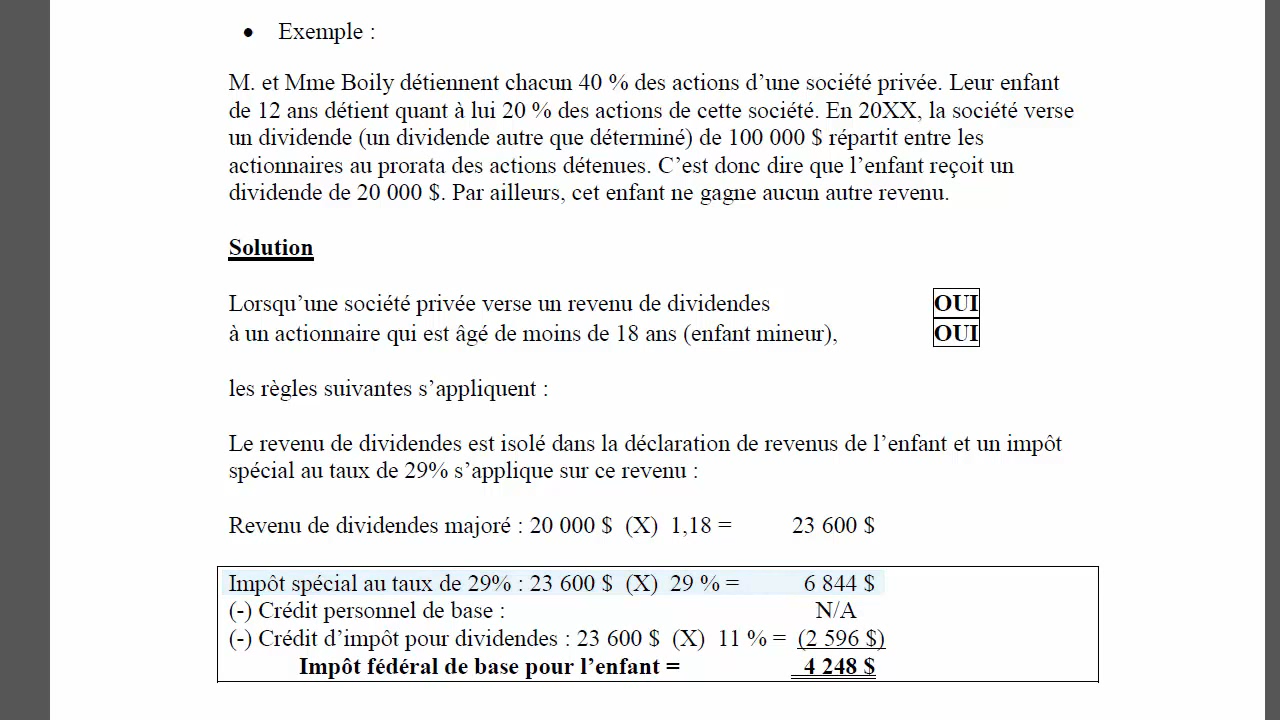 • Exemple :
M. et Mme Boily détiennent chacun 40 % des actions d’une société privée. Leur enfant
de 12 ans détient quant à lui 20 % des actions de cette société. En 20XX, la société verse
un dividende (un dividende autre que déterminé) de 100 000 $ répartit entre les
actionnaires au prorata des actions détenues. C’est donc dire que l’enfant reçoit un
dividende de 20 000 $. Par ailleurs, cet enfant ne gagne aucun autre revenu.
Solution
Lorsqu’une société privée verse un revenu de dividendes OUI
à un actionnaire qui est âgé de moins de 18 ans (enfant mineur), OUI
les règles suivantes s’appliquent :
Le revenu de dividendes est isolé dans la déclaration de revenus de l’enfant et un impôt
spécial au taux de 29% s’applique sur ce revenu :
Revenu de dividendes majoré : 20 000 $ (X) 1,18 = 23 600 $
Impôt spécial au taux de 29% : 23 600 $ (X) 29 % = 6 844 $
(-) Crédit personnel de base : N/A
(-) Crédit d’impôt pour dividendes : 23 600 $ (X) 11 % = (2 596 $)
Impôt fédéral de base pour l’enfant = 4 248 $